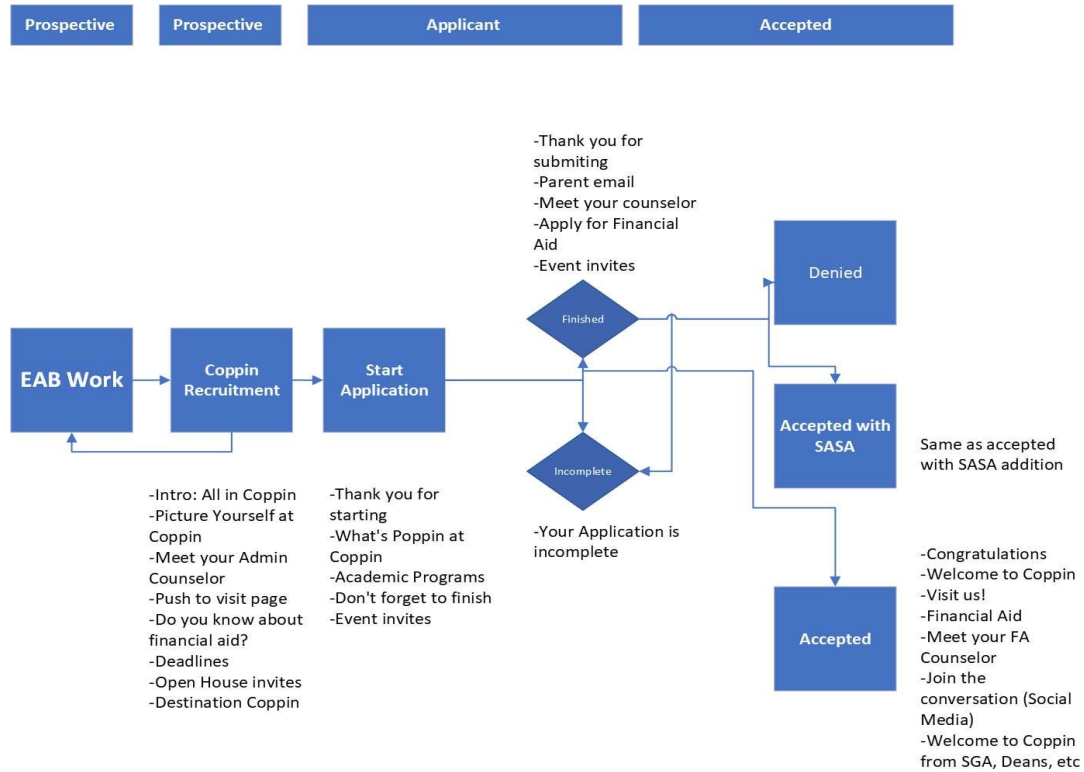 Prospective
Prospective
Applicant
Accepted
-Thank you for
submiting
-Parent email
-Meet your counselor
-Apply for Financial
Aid
-Event invites
Denied
Finished
EAB Work
Coppin
Recruitment
Start
Application
Accepted with
SASA
Same as accepted
with SASA addition
Incomplete
-Intro: All in Coppin
-Picture Yourself at
Coppin
-Meet your Admin
Counselor
-Push to visit page
-Do you know about
financial aid?
-Deadlines
-Open House invites
-Destination Coppin
-Thank you for
starting
-What's Poppin at
Coppin
-Academic Programs
-Don't forget to finish
-Event invites
-Your Application is
incomplete
Accepted
-Congratulations
-Welcome to Coppin
-Visit us!
-Financial Aid
-Meet your FA
Counselor
-Join the
conversation (Social
Media)
-Welcome to Coppin
from SGA, Deans, etc